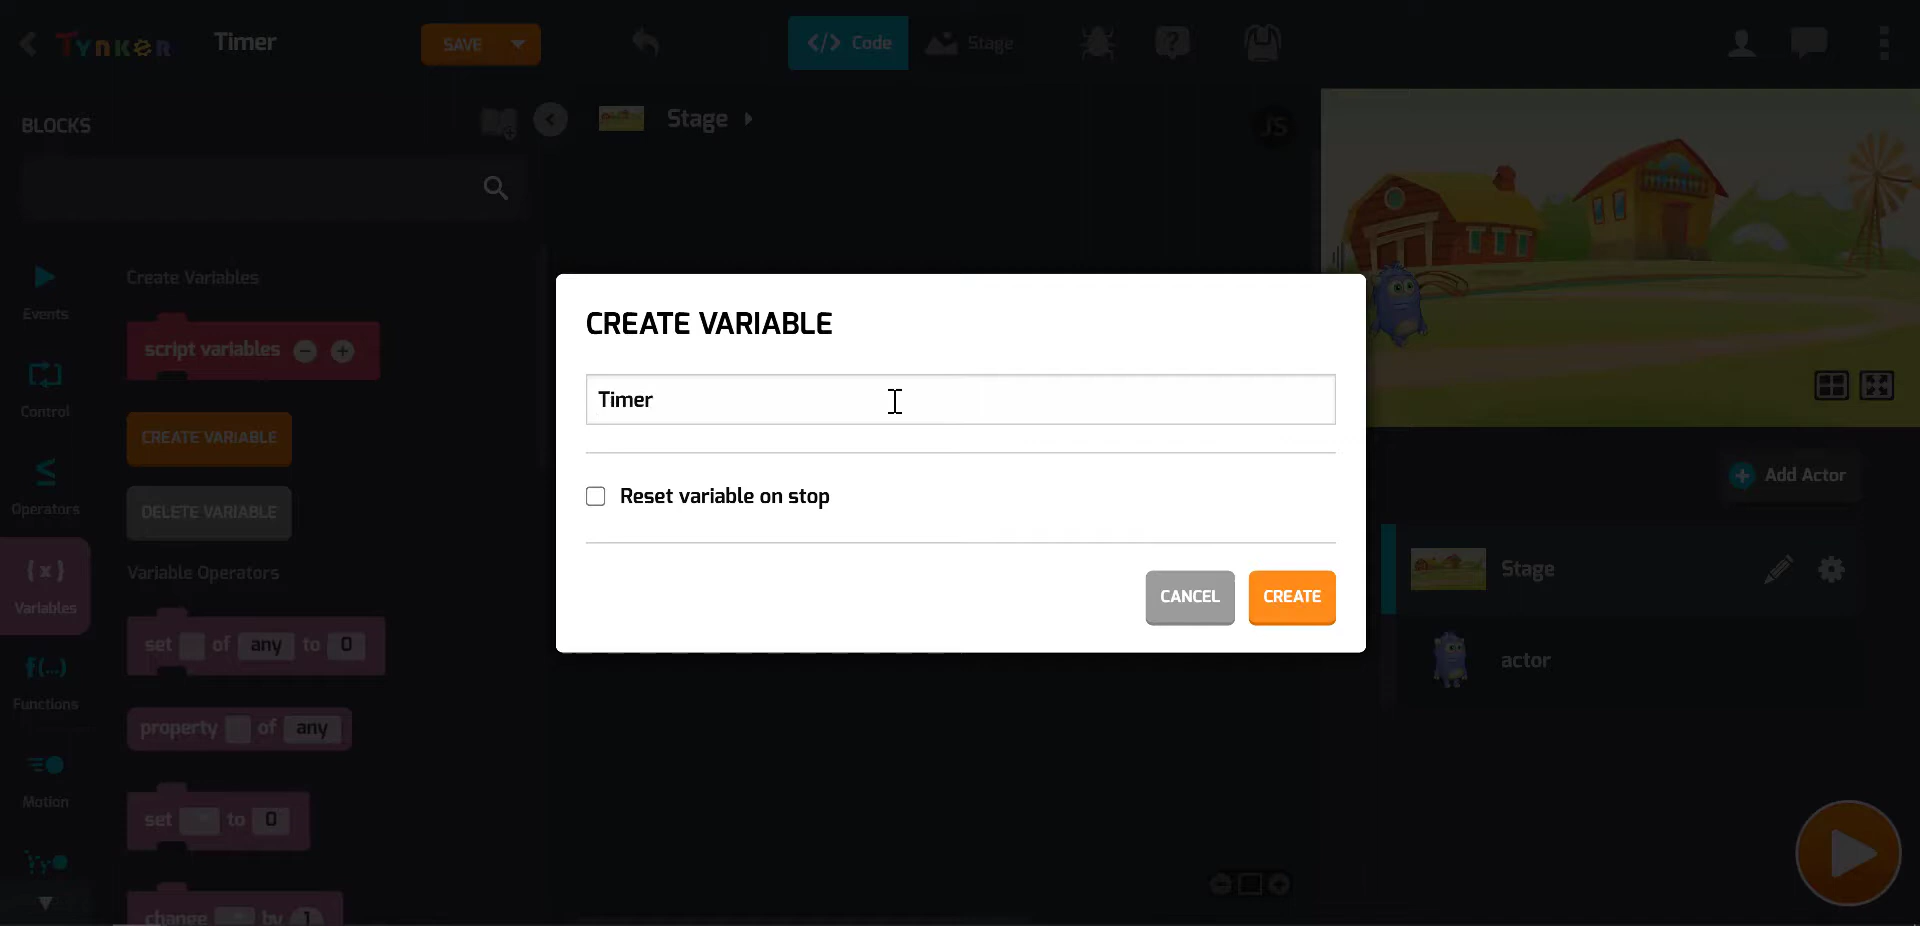 TYNKER
Timer
SAVE
</> Code
Stage
?
BLOCKS
Stage
JS
Create Variables
script variables - +
CREATE VARIABLE
DELETE VARIABLE
Variable Operators
set of any to 0
property of any
set to 0
change by 1
Events
Control
Operators
(x)
Variables
f(...)
Functions
Motion
CREATE VARIABLE
Timer
Reset variable on stop
CANCEL
CREATE
Add Actor
Stage
actor